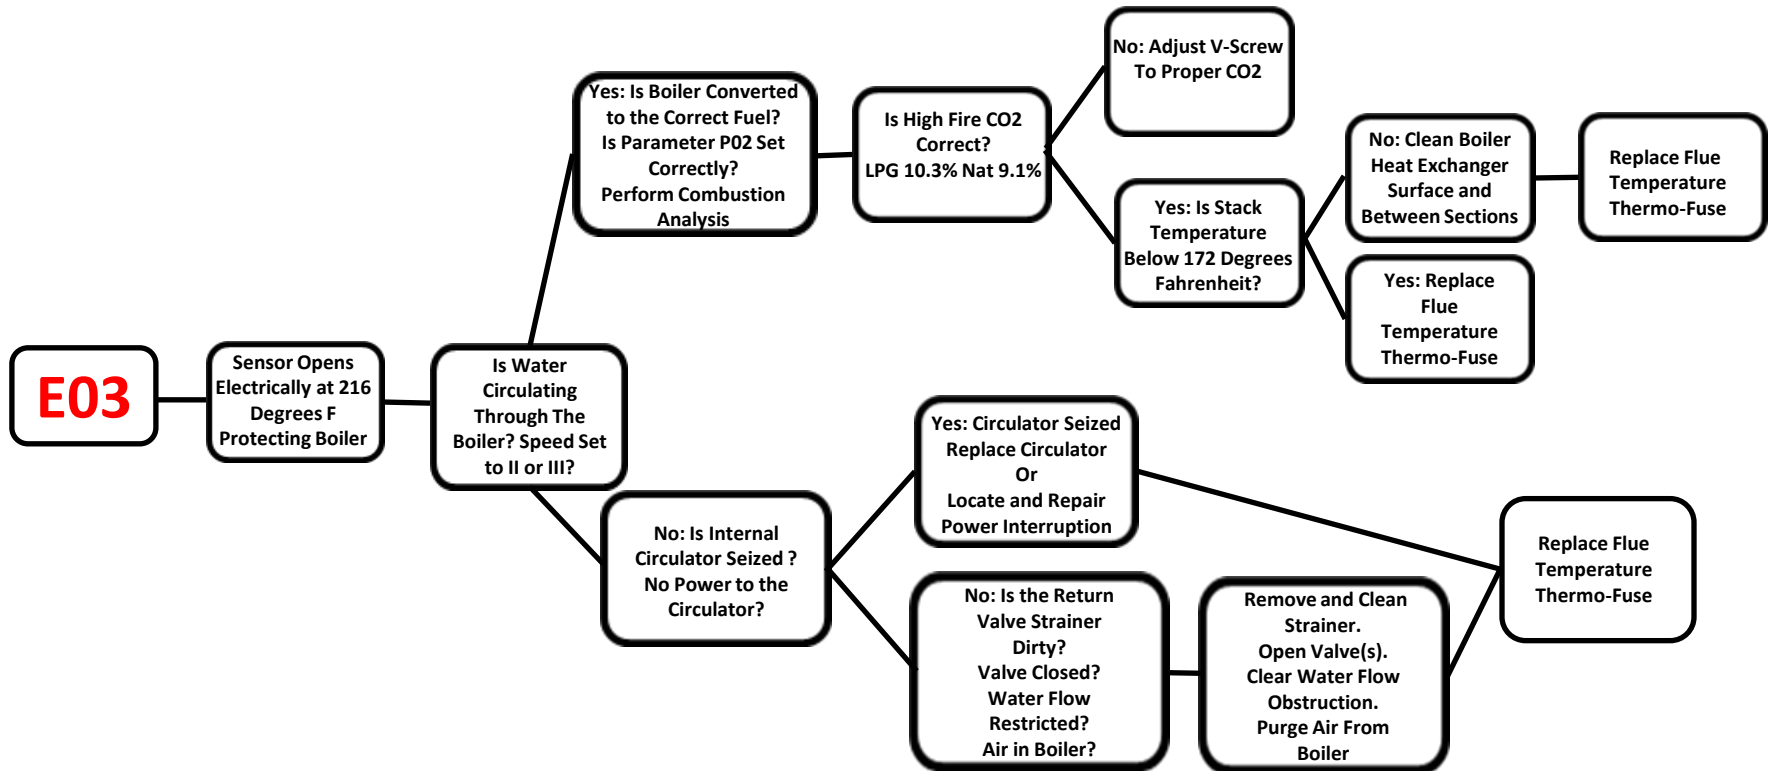 E03
Sensor Opens
Electrically at 216
Degrees F
Protecting Boiler
Is Water
Circulating
Through The
Boiler? Speed Set
to II or III?
Yes: Is Boiler Converted
to the Correct Fuel?
Is Parameter P02 Set
Correctly?
Perform Combustion
Analysis
Is High Fire CO2
Correct?
LPG 10.3% Nat 9.1%
No: Adjust V-Screw
To Proper CO2
Yes: Is Stack
Temperature
Below 172 Degrees
Fahrenheit?
No: Clean Boiler
Heat Exchanger
Surface and
Between Sections
Replace Flue
Temperature
Thermo-Fuse
Yes: Replace
Flue
Temperature
Thermo-Fuse
No: Is Internal
Circulator Seized ?
No Power to the
Circulator?
Yes: Circulator Seized
Replace Circulator
Or
Locate and Repair
Power Interruption
No: Is the Return
Valve Strainer
Dirty?
Valve Closed?
Water Flow
Restricted?
Air in Boiler?
Remove and Clean
Strainer.
Open Valve(s).
Clear Water Flow
Obstruction.
Purge Air From
Boiler
Replace Flue
Temperature
Thermo-Fuse